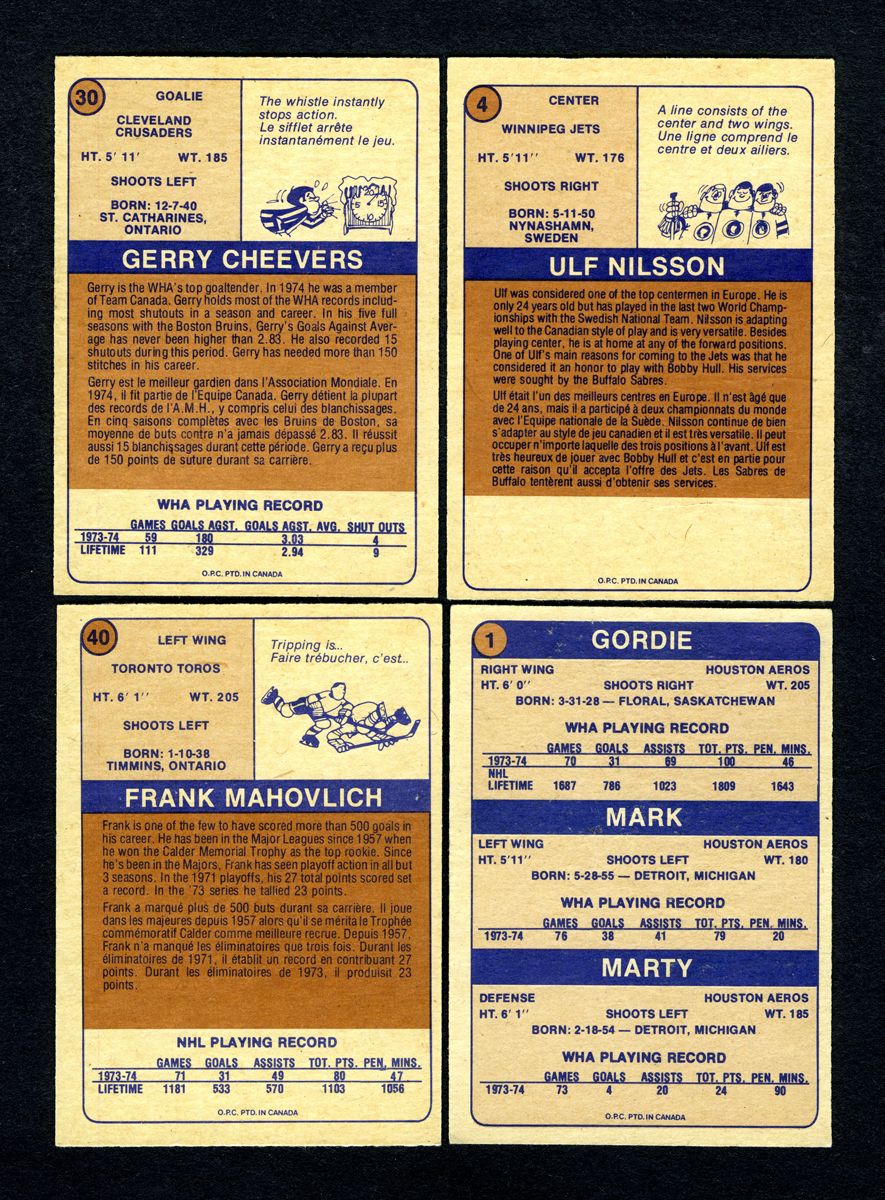 30
GOALIE
CLEVELAND
CRUSADERS
HT. 5' 11' WT. 185
SHOOTS LEFT
BORN: 12-7-40
ST. CATHARINES,
ONTARIO
The whistle instantly
stops action.
Le sifflet arrête
instantanément le jeu.
GERRY CHEEVERS
Gerry is the WHA's top goaltender. In 1974 he was a member
of Team Canada. Gerry holds most of the WHA records includ-
ing most shutouts in a season and career. In his five full
seasons with the Boston Bruins, Gerry's Goals Against Aver-
age has never been higher than 2.83. He also recorded 15
shutouts during this period. Gerry has needed more than 150
stitches in his career.
Gerry est le meilleur gardien dans l'Association Mondiale. En
1974, il fit partie de l'Equipe Canada. Gerry détient la plupart
des records de l'A.M.H., y compris celui des blanchissages.
En cinq saisons complètes avec les Bruins de Boston, sa
moyenne de buts contre n'a jamais dépassé 2.83. Il réussit
aussi 15 blanchissages durant cette période. Gerry a reçu plus
de 150 points de suture durant sa carrière.
WHA PLAYING RECORD
GAMES GOALS AGST. GOALS AGST. AVG. SHUT OUTS
1973-74 59 180 3.03 4
LIFETIME 111 329 2.94 9
O.P.C. PTD. IN CANADA
4
CENTER
WINNIPEG JETS
HT. 5'11'' WT. 176
SHOOTS RIGHT
BORN: 5-11-50
NYNASHAMN,
SWEDEN
A line consists of the
center and two wings.
Une ligne comprend le
centre et deux ailiers.
ULF NILSSON
Ulf was considered one of the top centermen in Europe. He is
only 24 years old but has played in the last two World Champ-
ionships with the Swedish National Team. Nilsson is adapting
well to the Canadian style of play and is very versatile. Besides
playing center, he is at home at any of the forward positions.
One of Ulf's main reasons for coming to the Jets was that he
considered it an honor to play with Bobby Hull. His services
were sought by the Buffalo Sabres.
Ulf était l'un des meilleurs centres en Europe. Il n'est âgé que
de 24 ans, mais il a participé à deux championnats du monde
avec l'Equipe nationale de la Suède. Nilsson continue de bien
s'adapter au style de jeu canadien et il est très versatile. Il peut
occuper n'importe laquelle des trois positions à l'avant. Ulf est
très heureux de jouer avec Bobby Hull et c'est en partie pour
cette raison qu'il accepta l'offre des Jets. Les Sabres de
Buffalo tentèrent aussi d'obtenir ses services.
O.P.C. PTD. IN CANADA
40
LEFT WING
TORONTO TOROS
HT. 6' 1'' WT. 205
SHOOTS LEFT
BORN: 1-10-38
TIMMINS, ONTARIO
Tripping is...
Faire trébucher, c'est...
FRANK MAHOVLICH
Frank is one of the few to have scored more than 500 goals in
his career. He has been in the Major Leagues since 1957 when
he won the Calder Memorial Trophy as the top rookie. Since
he's been in the Majors, Frank has seen playoff action in all but
3 seasons. In the 1971 playoffs, his 27 total points scored set
a record. In the '73 series he tallied 23 points.
Frank a marqué plus de 500 buts durant sa carrière. Il joue
dans les majeures depuis 1957 alors qu'il se mérita le Trophée
commémoratif Calder comme meilleure recrue. Depuis 1957,
Frank n'a manqué les éliminatoires que trois fois. Durant les
éliminatoires de 1971, il établit un record en contribuant 27
points. Durant les éliminatoires de 1973, il produisit 23
points.
NHL PLAYING RECORD
GAMES GOALS ASSISTS TOT. PTS. PEN. MINS.
1973-74 71 31 49 80 47
LIFETIME 1181 533 570 1103 1056
O.P.C. PTD. IN CANADA
1
GORDIE
RIGHT WING HOUSTON AEROS
HT. 6' 0'' SHOOTS RIGHT WT. 205
BORN: 3-31-28 — FLORAL, SASKATCHEWAN
WHA PLAYING RECORD
GAMES GOALS ASSISTS TOT. PTS. PEN. MINS.
1973-74 70 31 69 100 46
NHL
LIFETIME 1687 786 1023 1809 1643
MARK
LEFT WING HOUSTON AEROS
HT. 5'11'' SHOOTS LEFT WT. 180
BORN: 5-28-55 — DETROIT, MICHIGAN
WHA PLAYING RECORD
GAMES GOALS ASSISTS TOT. PTS. PEN. MINS.
1973-74 76 38 41 79 20
MARTY
DEFENSE HOUSTON AEROS
HT. 6' 1'' SHOOTS LEFT WT. 185
BORN: 2-18-54 — DETROIT, MICHIGAN
WHA PLAYING RECORD
GAMES GOALS ASSISTS TOT. PTS. PEN. MINS.
1973-74 73 4 20 24 90
O.P.C. PTD. IN CANADA